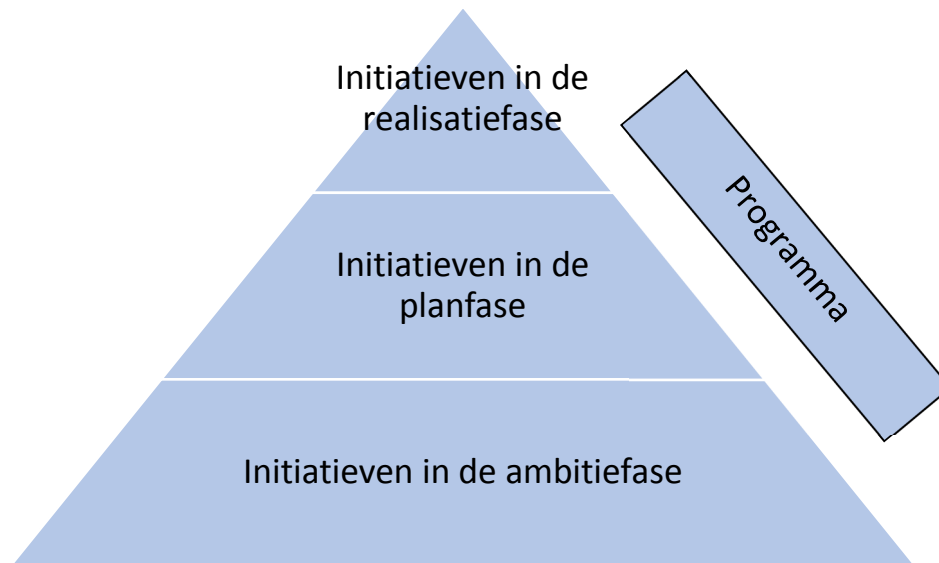 Initiatieven in de
realisatiefase
Programma
Initiatieven in de
planfase
Initiatieven in de ambitiefase